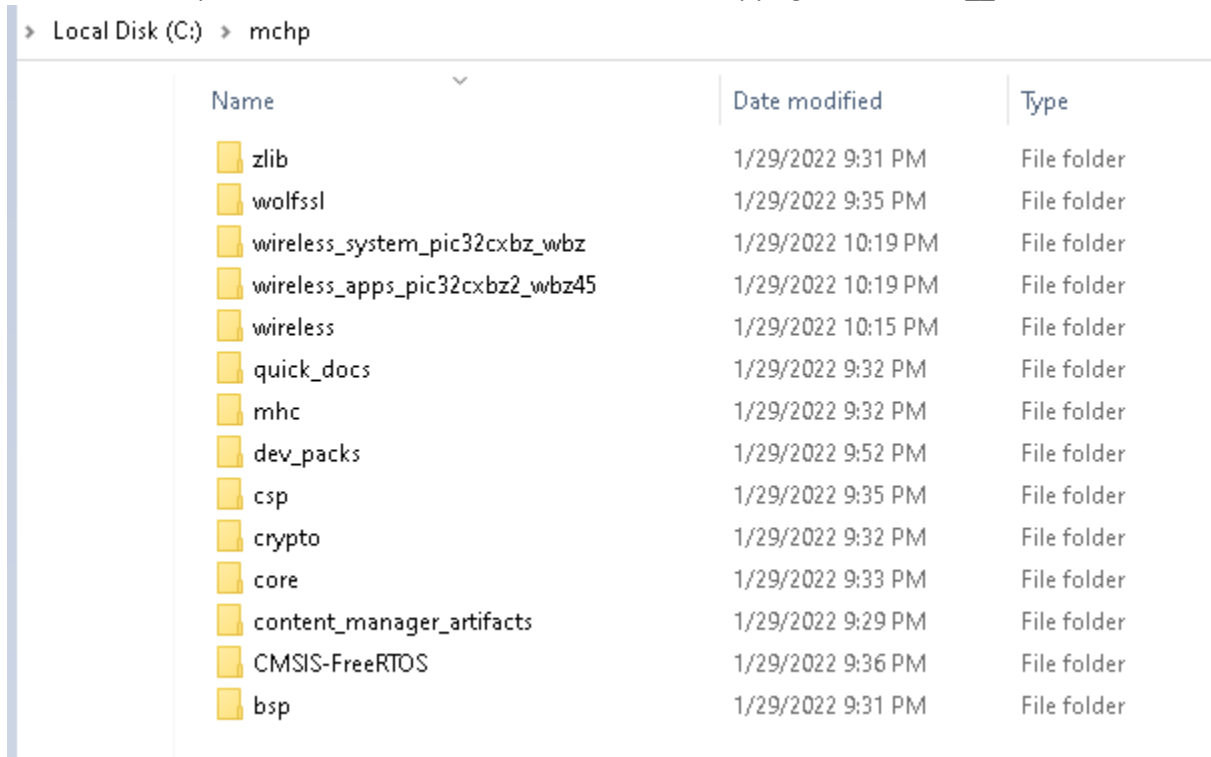 > Local Disk (C:) > mchp
Name Date modified Type
zlib 1/29/2022 9:31 PM File folder
wolfssl 1/29/2022 9:35 PM File folder
wireless_system_pic32cxbz_wbz 1/29/2022 10:19 PM File folder
wireless_apps_pic32cxbz2_wbz45 1/29/2022 10:19 PM File folder
wireless 1/29/2022 10:15 PM File folder
quick_docs 1/29/2022 9:32 PM File folder
mhc 1/29/2022 9:32 PM File folder
dev_packs 1/29/2022 9:52 PM File folder
csp 1/29/2022 9:35 PM File folder
crypto 1/29/2022 9:32 PM File folder
core 1/29/2022 9:33 PM File folder
content_manager_artifacts 1/29/2022 9:29 PM File folder
CMSIS-FreeRTOS 1/29/2022 9:36 PM File folder
bsp 1/29/2022 9:31 PM File folder